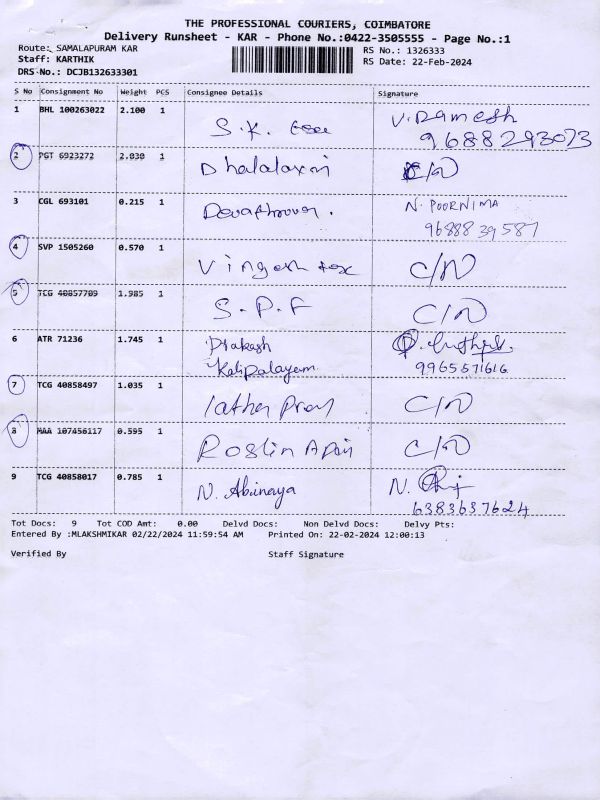 THE PROFESSIONAL COURIERS, COIMBATORE
Delivery Runsheet - KAR - Phone No.:0422-3505555 - Page No.:1
Route: SAMALAPURAM KAR
RS No.: 1326333
Staff: KARTHIK
RS Date: 22-Feb-2024
DRS No.: DCJB132633301
S No Consignment No Weight PCS Consignee Details Signature
1 BHL 100263022 2.100 1 S.K. V. Ramesh
9688293073
2 PGT 6923272 2.030 1 Dhalalaxmi C/N
3 CGL 693101 0.215 1 N. POORNIMA
9688839587
4 SVP 1505260 0.570 1 Vingesh tex C/N
5 TCG 40857709 1.985 1 S.P.F C/N
6 ATR 71236 1.745 1 Prakash
Kalipalayam 9965571616
7 TCG 40858497 1.035 1 C/N
8 MAA 107456117 0.595 1 Roslin C/N
9 TCG 40858017 0.785 1 N. Abinaya N.
6383637624
Tot Docs: 9 Tot COD Amt: 0.00 Delvd Docs: Non Delvd Docs: Delvy Pts:
Entered By :MLAKSHMIKAR 02/22/2024 11:59:54 AM Printed On: 22-02-2024 12:00:13
Verified By Staff Signature